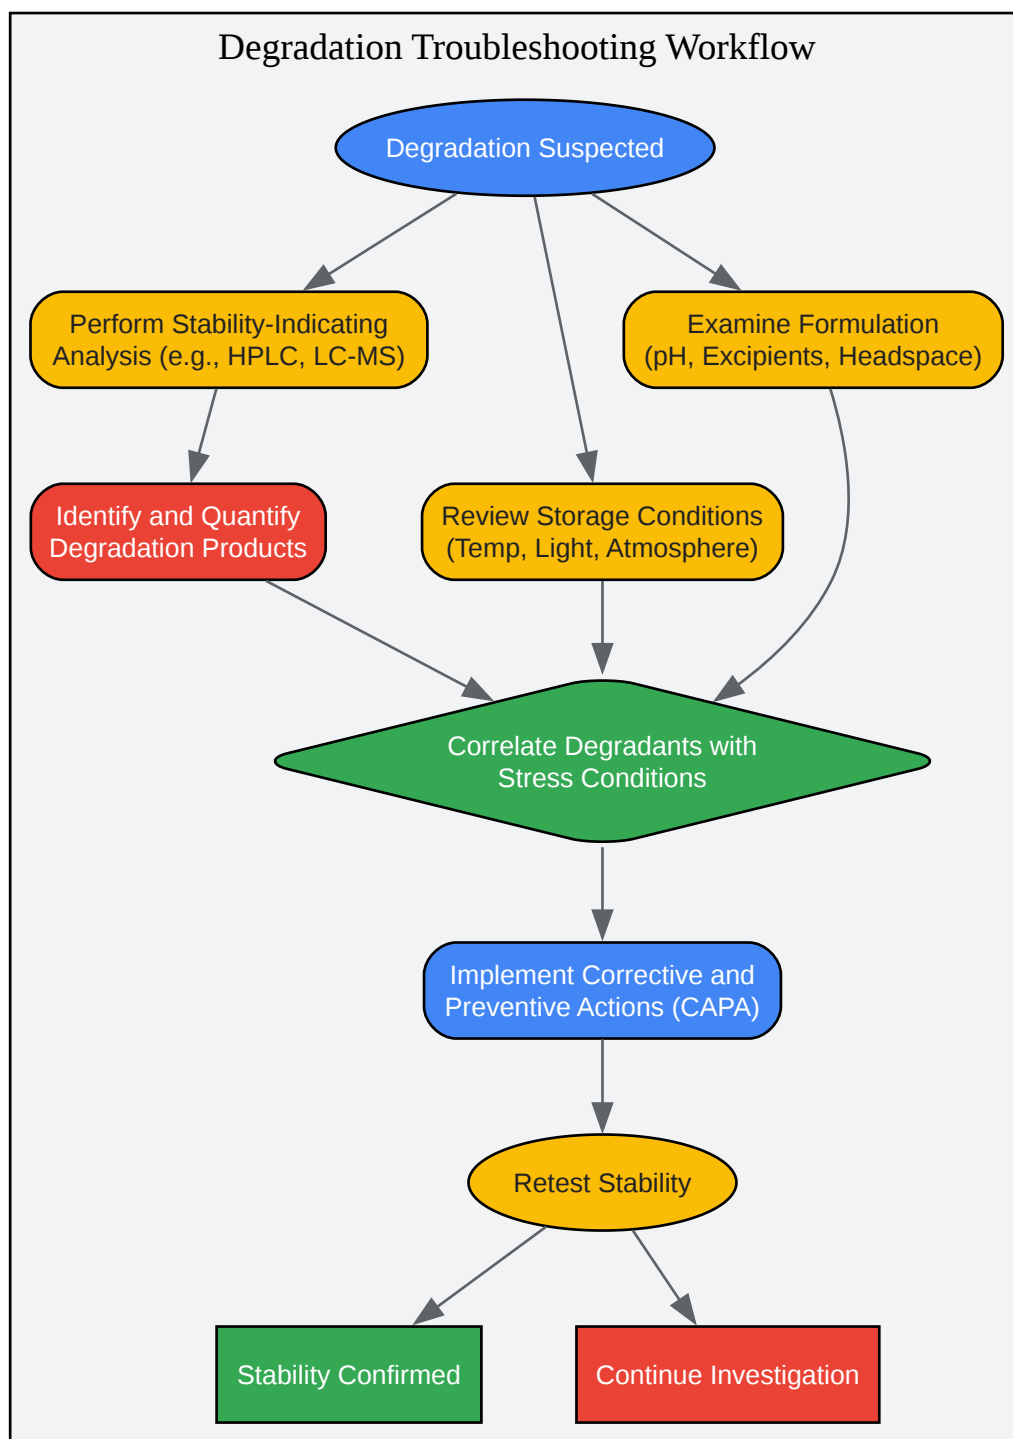 Degradation Troubleshooting Workflow
Degradation Suspected
Perform Stability-Indicating
Analysis (e.g., HPLC, LC-MS)
Examine Formulation
(pH, Excipients, Headspace)
Identify and Quantify
Degradation Products
Review Storage Conditions
(Temp, Light, Atmosphere)
Correlate Degradants with
Stress Conditions
Implement Corrective and
Preventive Actions (CAPA)
Retest Stability
Stability Confirmed
Continue Investigation